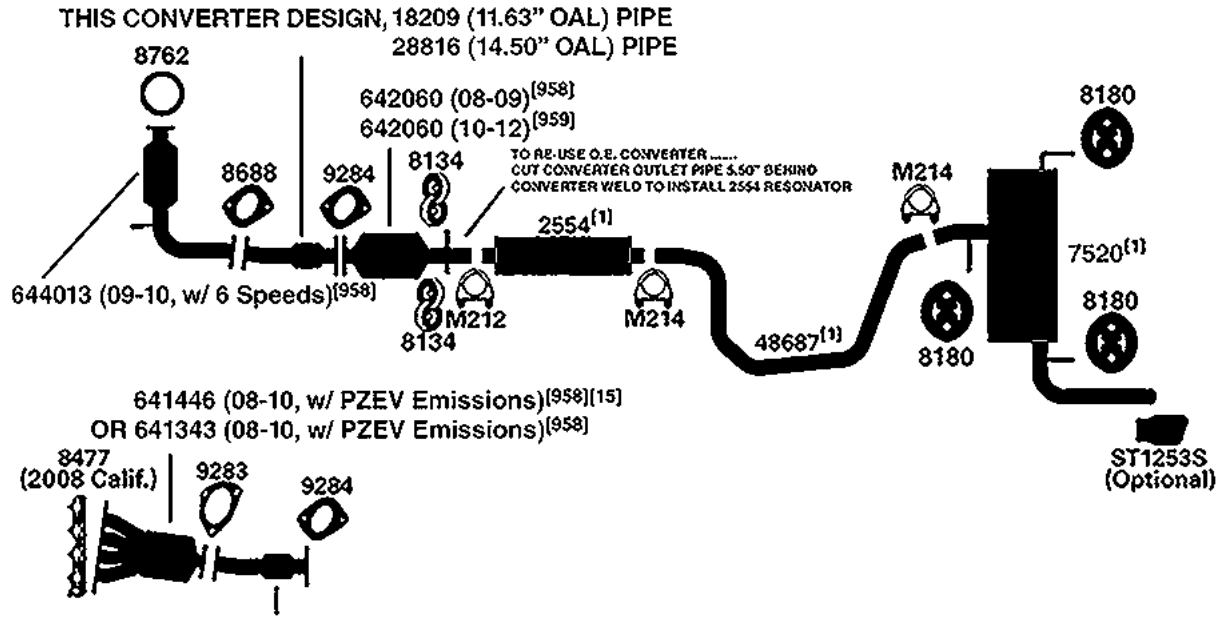 THIS CONVERTER DESIGN, 18209 (11.63” OAL) PIPE
28816 (14.50” OAL) PIPE
8762
642060 (08-09)[958]
642060 (10-12)[959]
8180
TO RE-USE O.E. CONVERTER ......
CUT CONVERTER OUTLET PIPE 5.50" BEHIND
CONVERTER WELD TO INSTALL 2554 RESONATOR
8134
8688
9284
M214
2554[1]
7520[1]
644013 (09-10, w/ 6 Speeds)[958]
M212
M214
8134
48687[1]
8180
8180
641446 (08-10, w/ PZEV Emissions)[958][15]
OR 641343 (08-10, w/ PZEV Emissions)[958]
8477
(2008 Calif.)
9283
9284
ST1253S
(Optional)